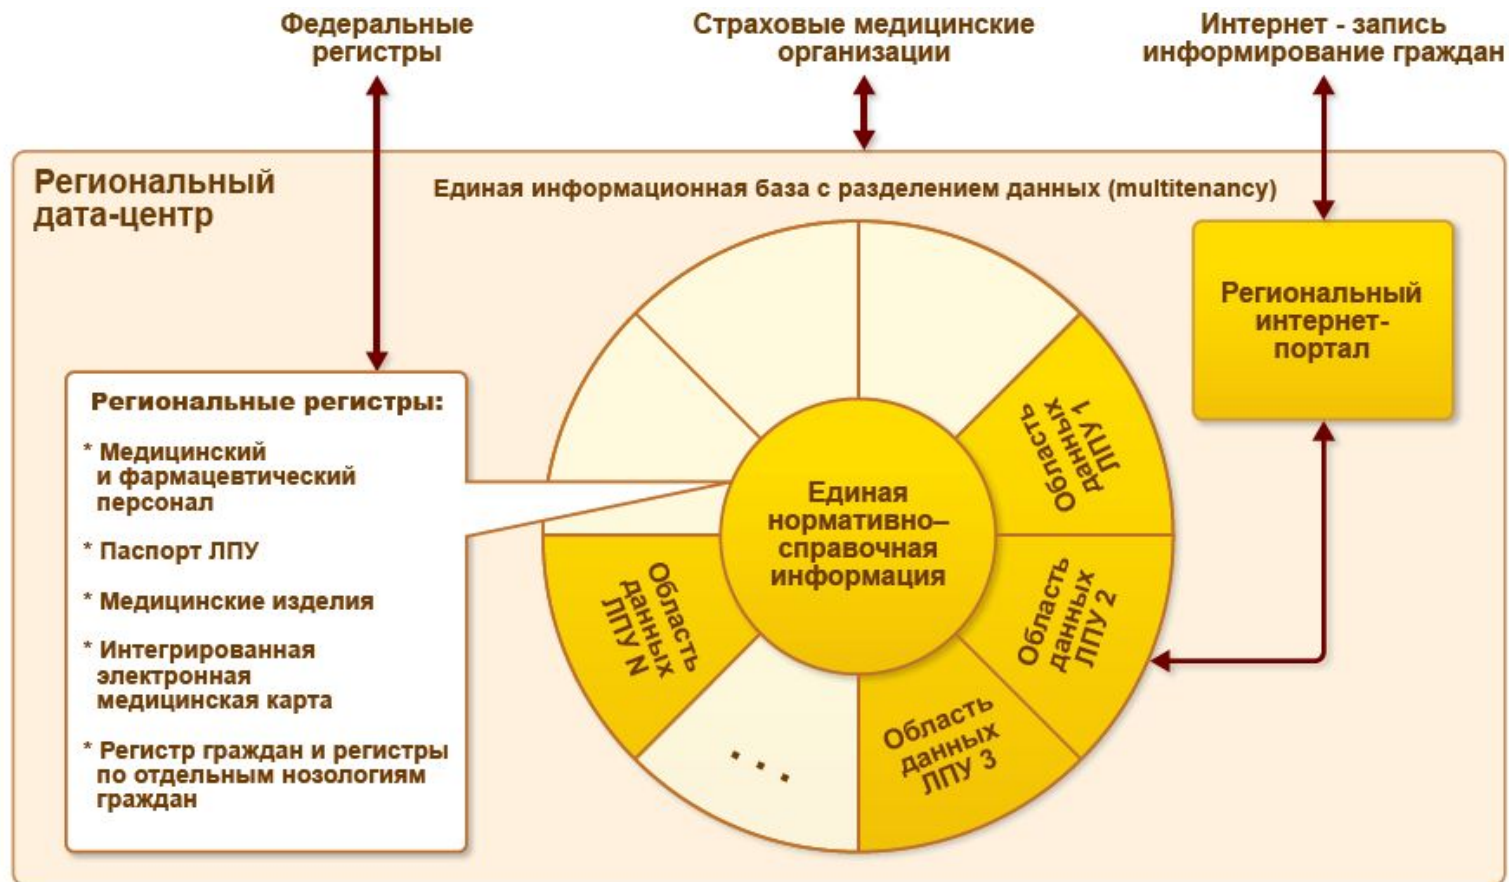 Федеральные
регистры
Страховые медицинские
организации
Интернет - запись
информирование граждан
Региональный
дата-центр
Единая информационная база с разделением данных (multitenancy)
Региональный
интернет-
портал
Региональные регистры:
* Медицинский
и фармацевтический
персонал
* Паспорт ЛПУ
* Медицинские изделия
* Интегрированная
электронная
медицинская карта
* Регистр граждан и регистры
по отдельным нозологиям
граждан
Единая
нормативно–
справочная
информация
Область
данных
ЛПУ 1
Область
данных
ЛПУ 2
Область
данных
ЛПУ 3
. . .
Область
данных
ЛПУ N